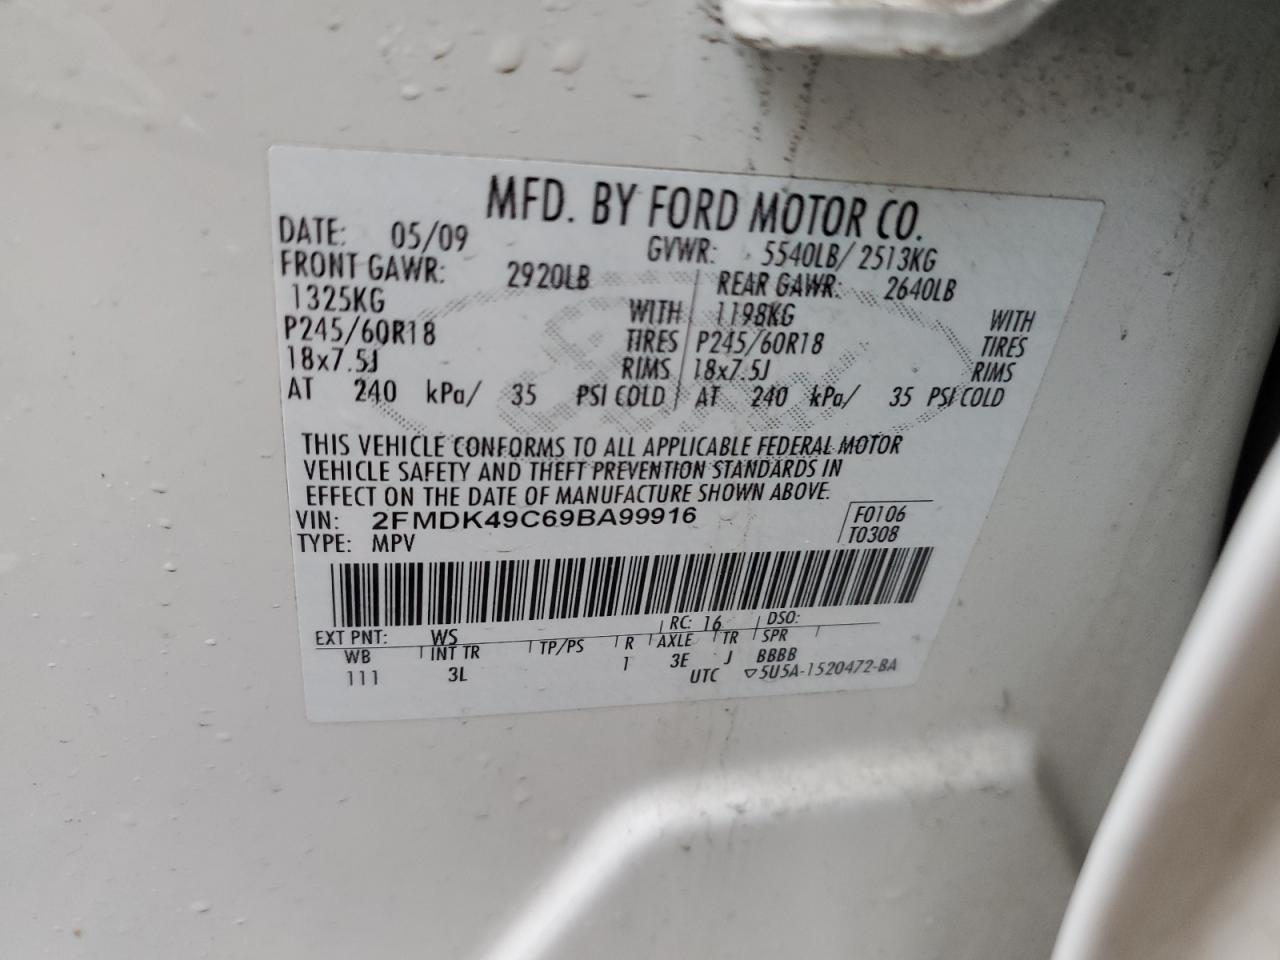 MFD. BY FORD MOTOR CO.
DATE: 05/09 GVWR: 5540LB/ 2513KG
FRONT GAWR: 2920LB REAR GAWR: 2640LB
1325KG WITH 1198KG WITH
P245/60R18 TIRES P245/60R18 TIRES
18x7.5J RIMS 18x7.5J RIMS
AT 240 kPa/ 35 PSI COLD AT 240 kPa/ 35 PSI COLD
THIS VEHICLE CONFORMS TO ALL APPLICABLE FEDERAL MOTOR
VEHICLE SAFETY AND THEFT PREVENTION STANDARDS IN
EFFECT ON THE DATE OF MANUFACTURE SHOWN ABOVE.
VIN: 2FMDK49C69BA99916 F0106
TYPE: MPV T0308
EXT PNT: WS RC: 16 DSO:
WB INT TR TP/PS R AXLE TR SPR
111 3L 1 3E J BBBB
UTC ▽5U5A-1520472-BA